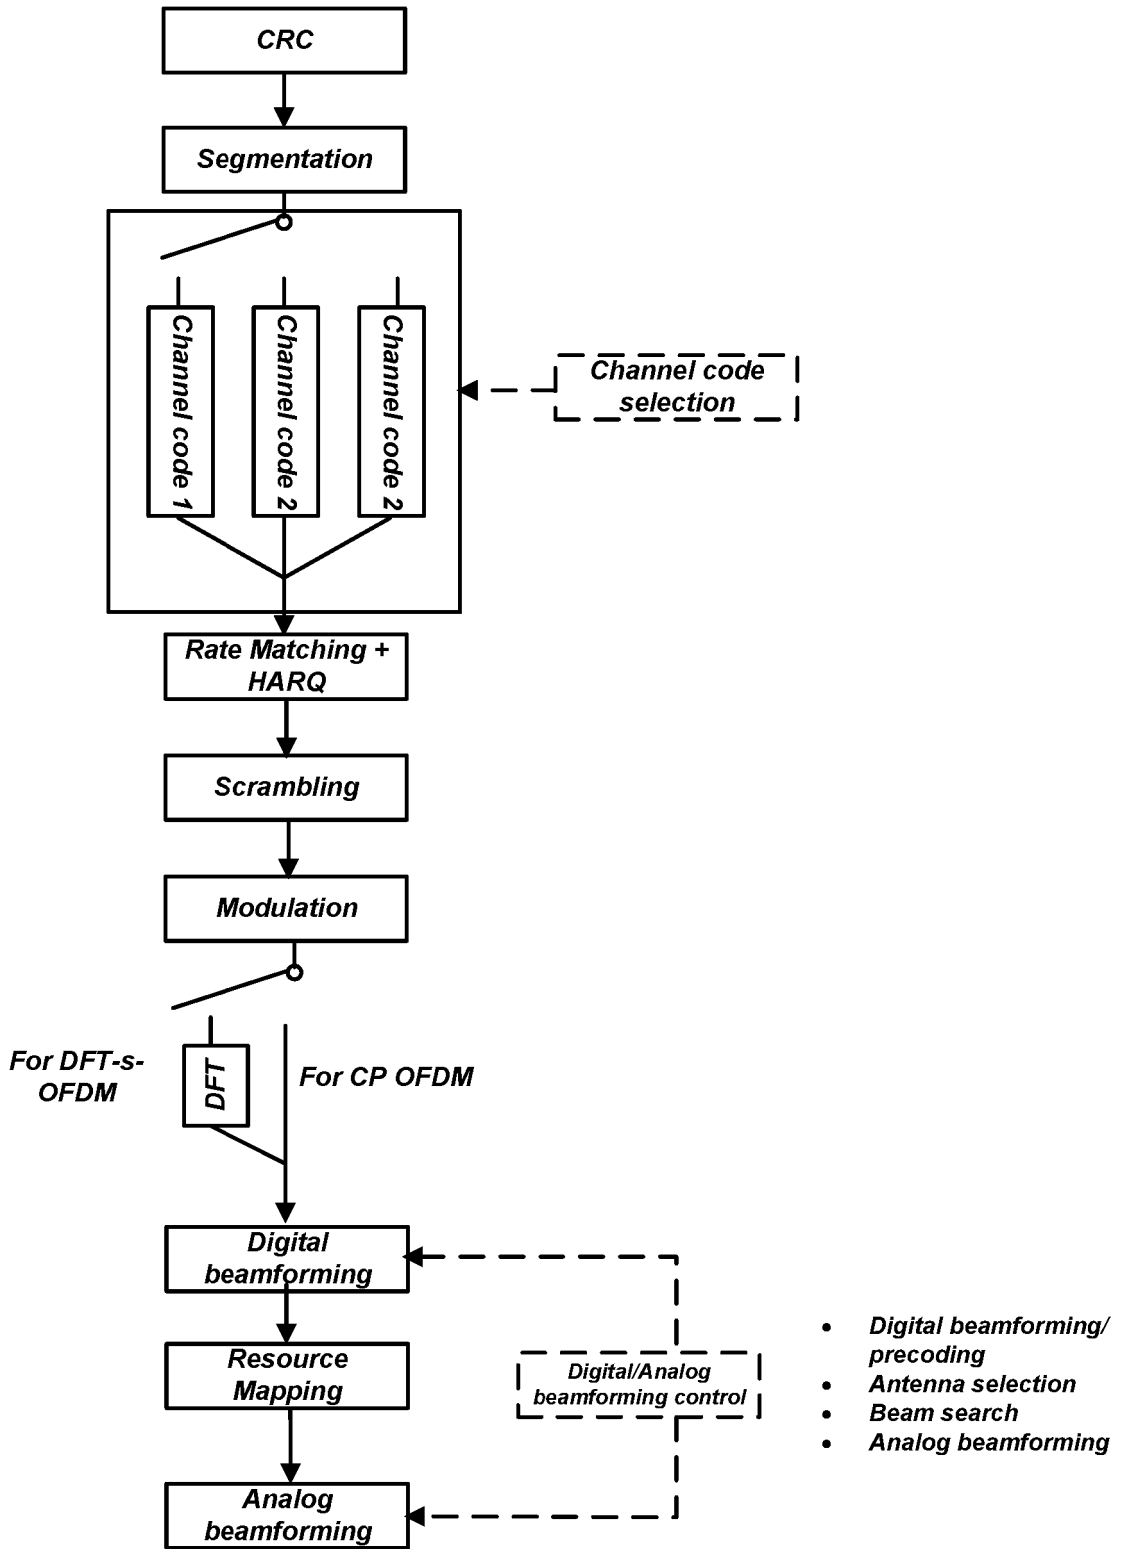 CRC
Segmentation
Channel code 1
Channel code 2
Channel code 2
Channel code
selection
Rate Matching +
HARQ
Scrambling
Modulation
For DFT-s-
OFDM
DFT
For CP OFDM
Digital
beamforming
Resource
Mapping
Digital/Analog
beamforming control
• Digital beamforming/
precoding
• Antenna selection
• Beam search
• Analog beamforming
Analog
beamforming